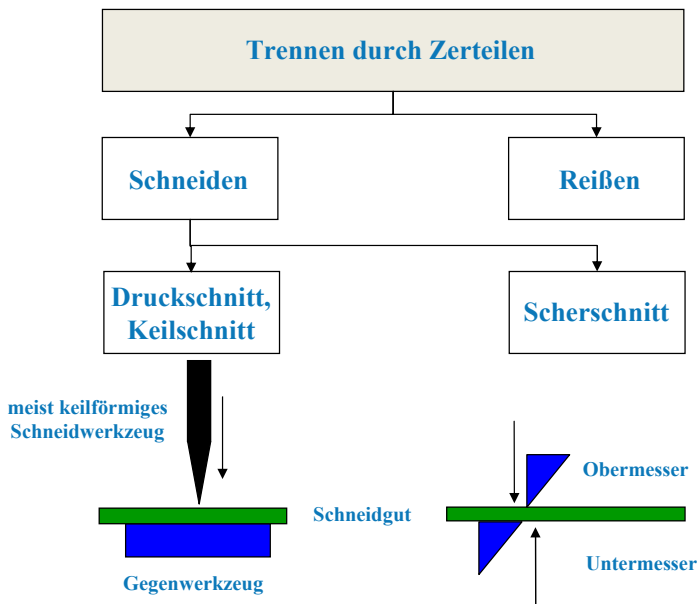 Trennen durch Zerteilen
Schneiden
Reißen
Druckschnitt,
Keilschnitt
Scherschnitt
meist keilförmiges
Schneidwerkzeug
Obermesser
Schneidgut
Untermesser
Gegenwerkzeug